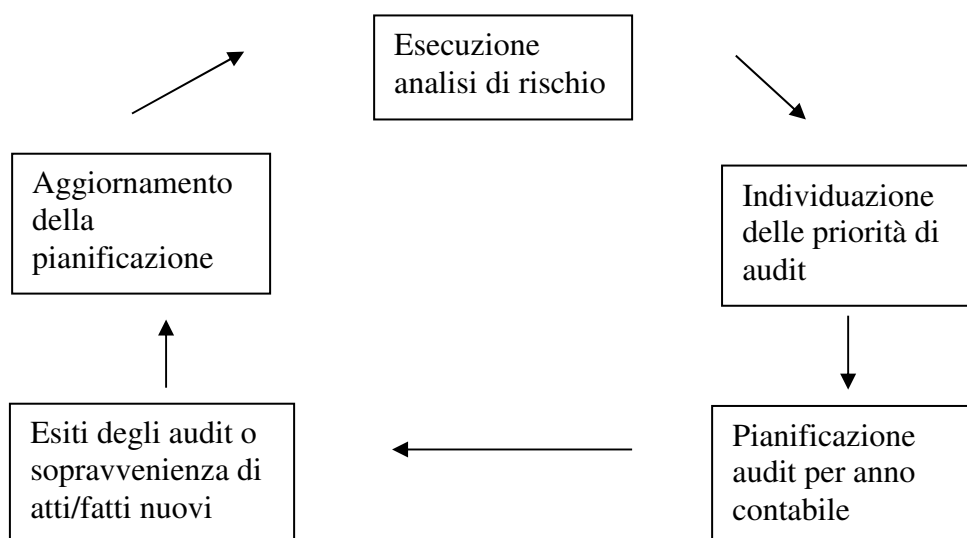 Esecuzione
analisi di rischio
Individuazione
delle priorità di
audit
Pianificazione
audit per anno
contabile
Esiti degli audit o
sopravvenienza di
atti/fatti nuovi
Aggiornamento
della
pianificazione